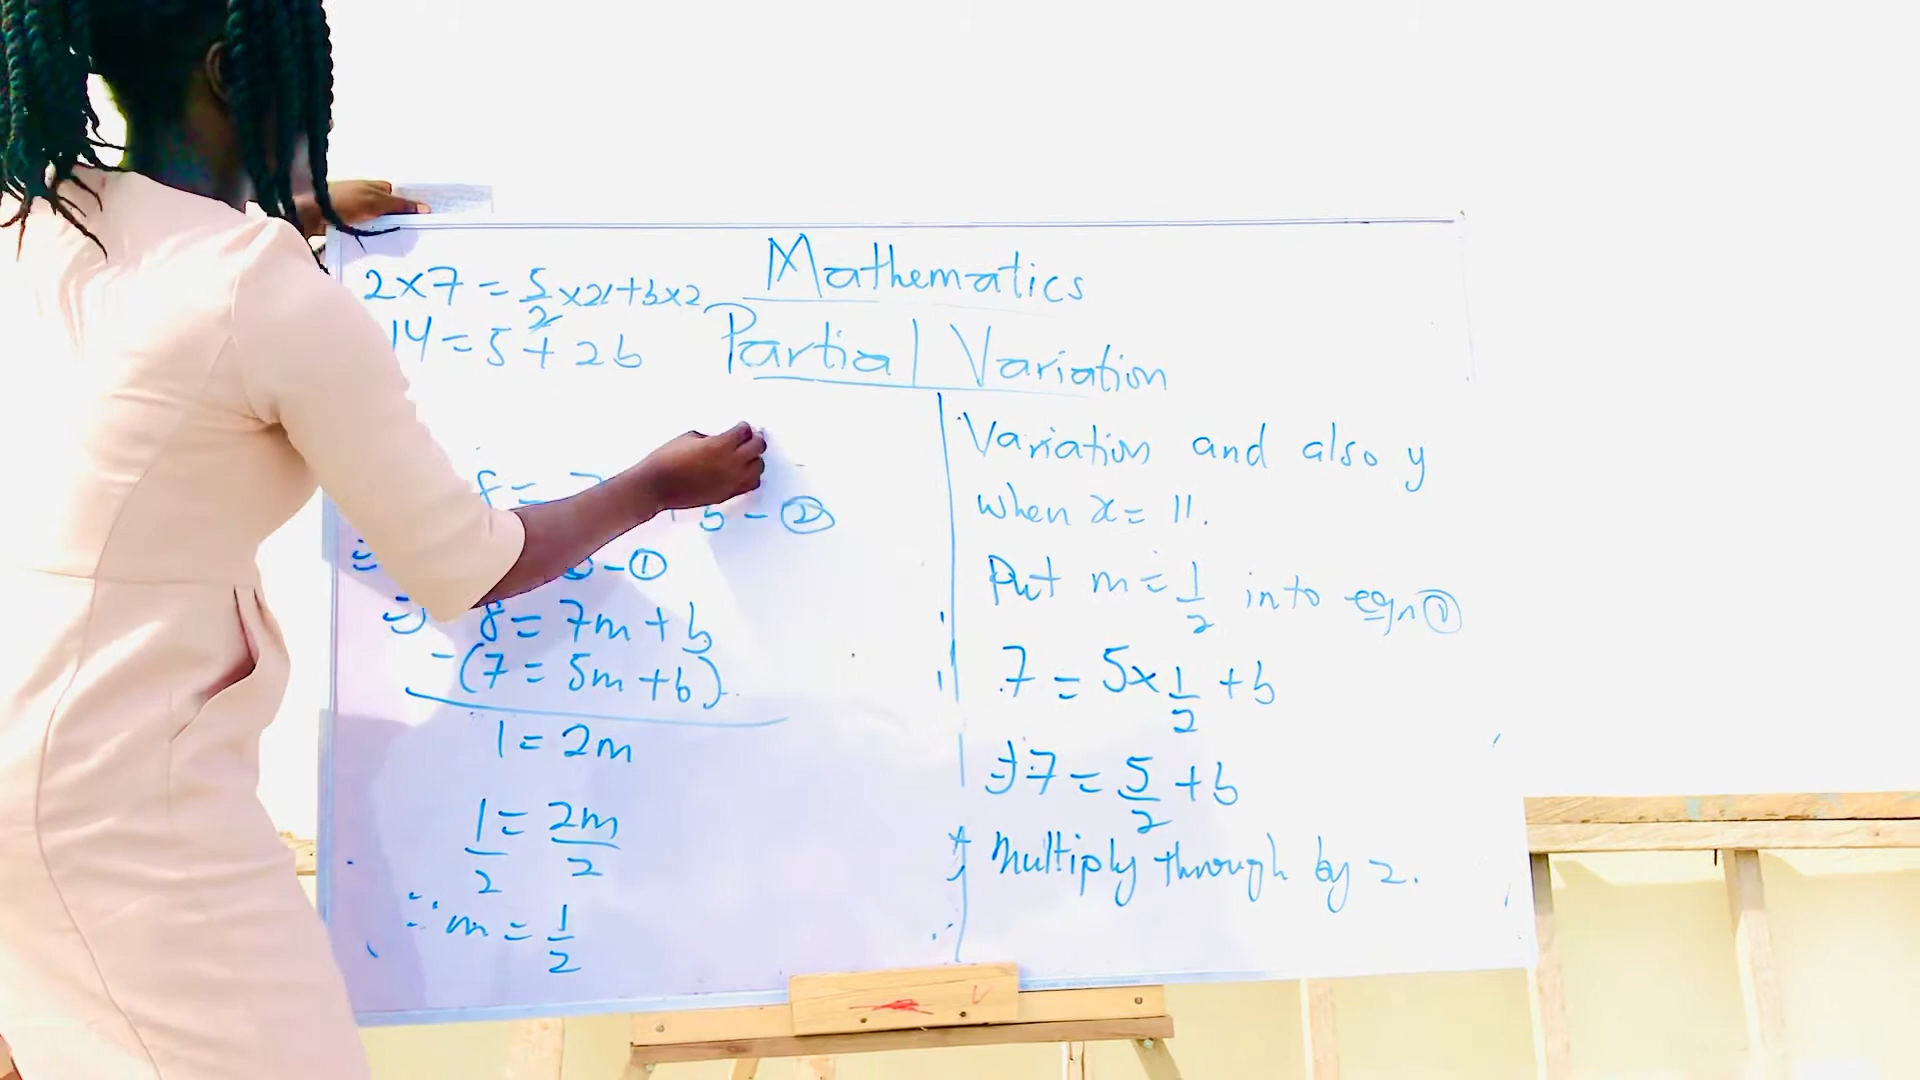 Mathematics
Partial Variation
2×7 = 5/2 ×2+b×2
14 = 5 + 2b
8 =
b - ②
- ①
⇒ 8 = 7m + b
-(7 = 5m + b)
1 = 2m
1/2 = 2m/2
∴ m = 1/2
Variation and also y
when x = 11.
Put m = 1/2 into eqn ①
7 = 5×1/2 + b
⇒ 7 = 5/2 + b
Multiply through by 2.